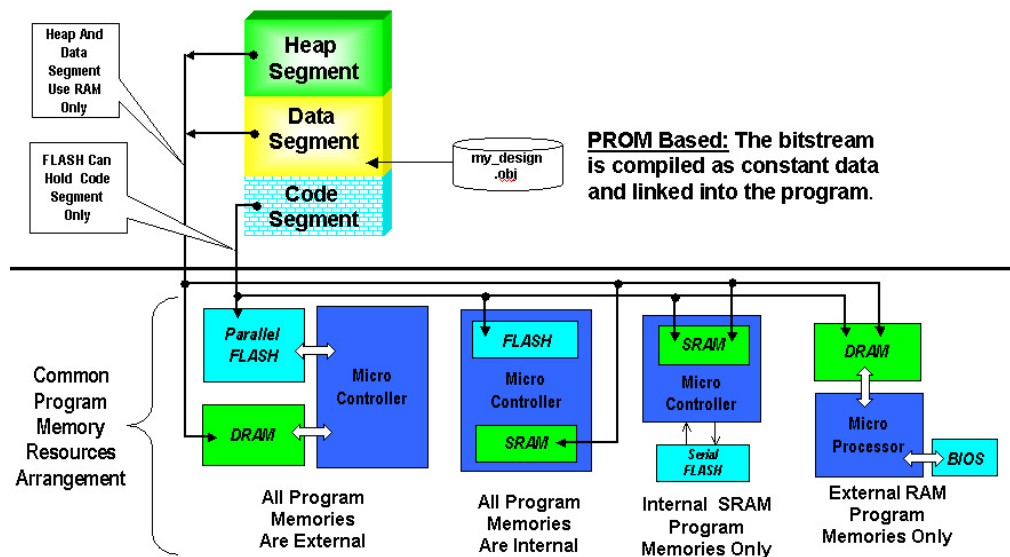 Heap And
Data
Segment
Use RAM
Only
FLASH Can
Hold Code
Segment
Only
Heap
Segment
Data
Segment
Code
Segment
my_design
.obj
PROM Based: The bitstream
is compiled as constant data
and linked into the program.
Common
Program
Memory
Resources
Arrangement
Parallel
FLASH
DRAM
Micro
Controller
All Program
Memories
Are External
FLASH
Micro
Controller
SRAM
All Program
Memories
Are Internal
SRAM
Micro
Controller
Serial
FLASH
Internal SRAM
Program
Memories Only
DRAM
Micro
Processor
BIOS
External RAM
Program
Memories Only